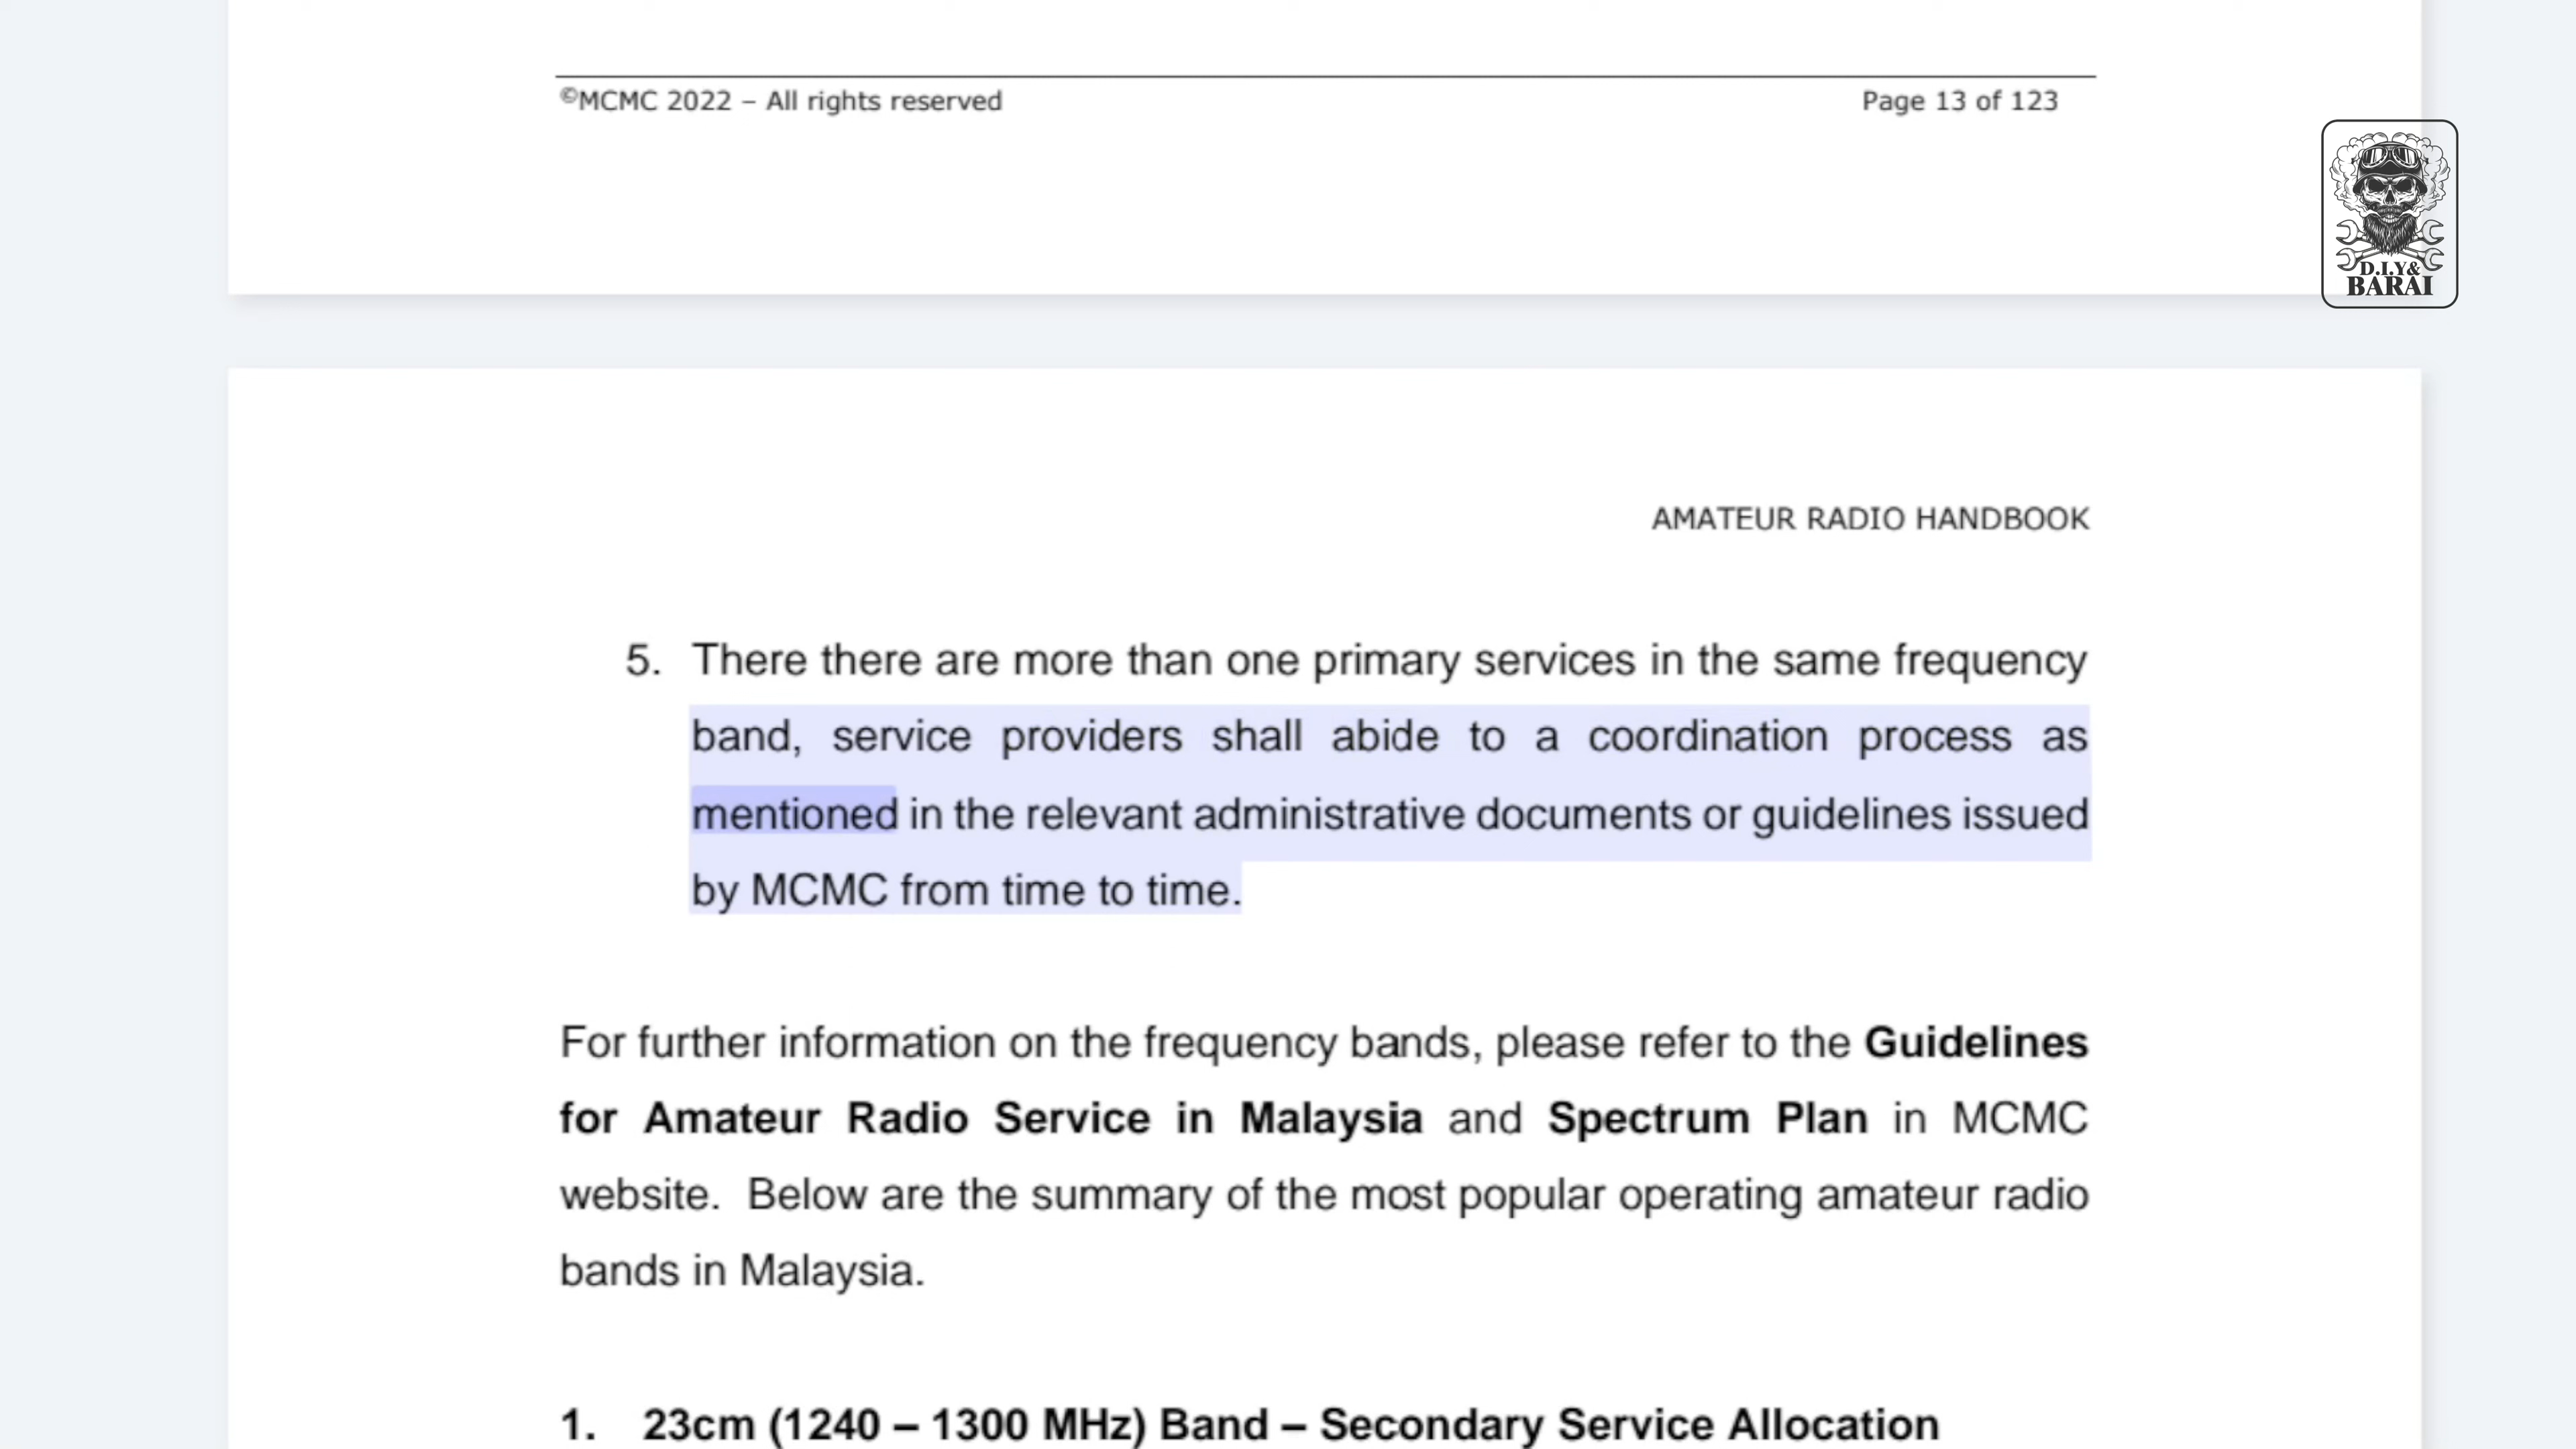 ©MCMC 2022 – All rights reserved
Page 13 of 123
D.I.Y&
BARAI
AMATEUR RADIO HANDBOOK
5. There there are more than one primary services in the same frequency
band, service providers shall abide to a coordination process as
mentioned in the relevant administrative documents or guidelines issued
by MCMC from time to time.
For further information on the frequency bands, please refer to the Guidelines
for Amateur Radio Service in Malaysia and Spectrum Plan in MCMC
website. Below are the summary of the most popular operating amateur radio
bands in Malaysia.
1. 23cm (1240 – 1300 MHz) Band – Secondary Service Allocation